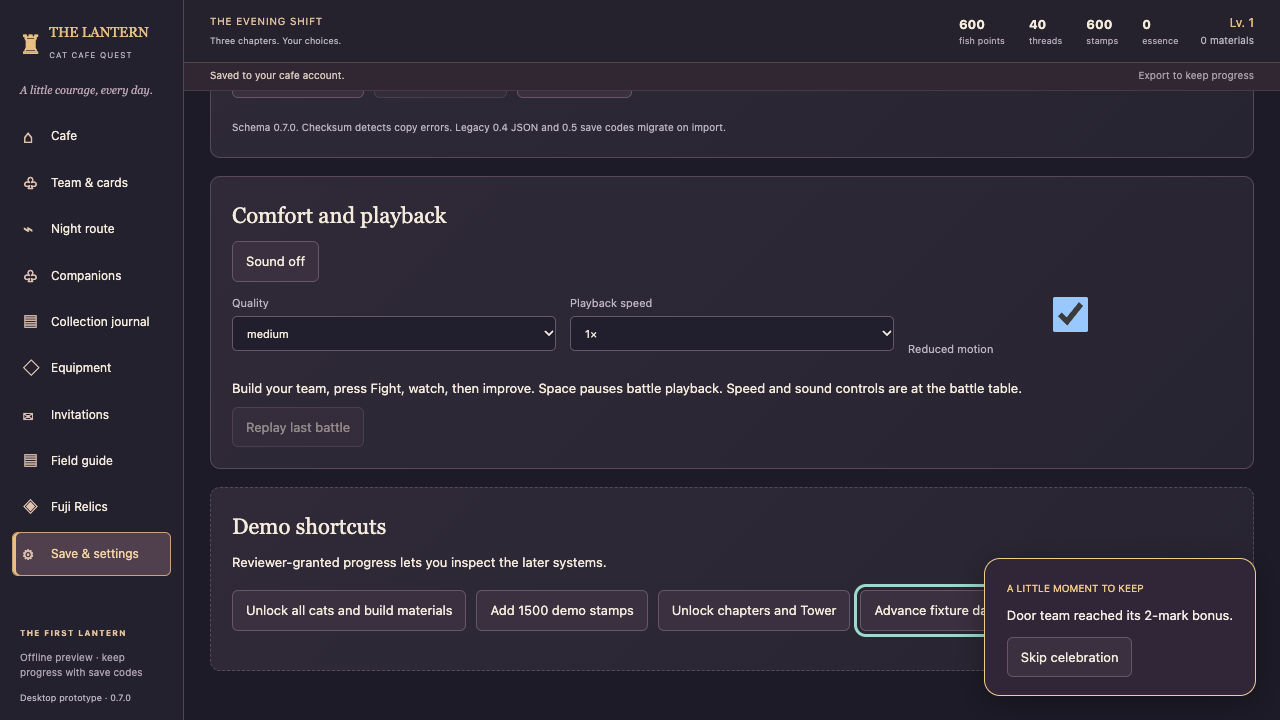 THE LANTERN
CAT CAFE QUEST
A little courage, every day.
Cafe
Team & cards
Night route
Companions
Collection journal
Equipment
Invitations
Field guide
Fuji Relics
Save & settings
THE FIRST LANTERN
Offline preview · keep
progress with save codes
Desktop prototype · 0.7.0
THE EVENING SHIFT
Three chapters. Your choices.
600
fish points
40
threads
600
stamps
0
essence
Lv. 1
0 materials
Saved to your cafe account.
Export to keep progress
Schema 0.7.0. Checksum detects copy errors. Legacy 0.4 JSON and 0.5 save codes migrate on import.
Comfort and playback
Sound off
Quality
medium
Playback speed
1×
Reduced motion
Build your team, press Fight, watch, then improve. Space pauses battle playback. Speed and sound controls are at the battle table.
Replay last battle
Demo shortcuts
Reviewer-granted progress lets you inspect the later systems.
Unlock all cats and build materials
Add 1500 demo stamps
Unlock chapters and Tower
Advance fixture
A LITTLE MOMENT TO KEEP
Door team reached its 2-mark bonus.
Skip celebration